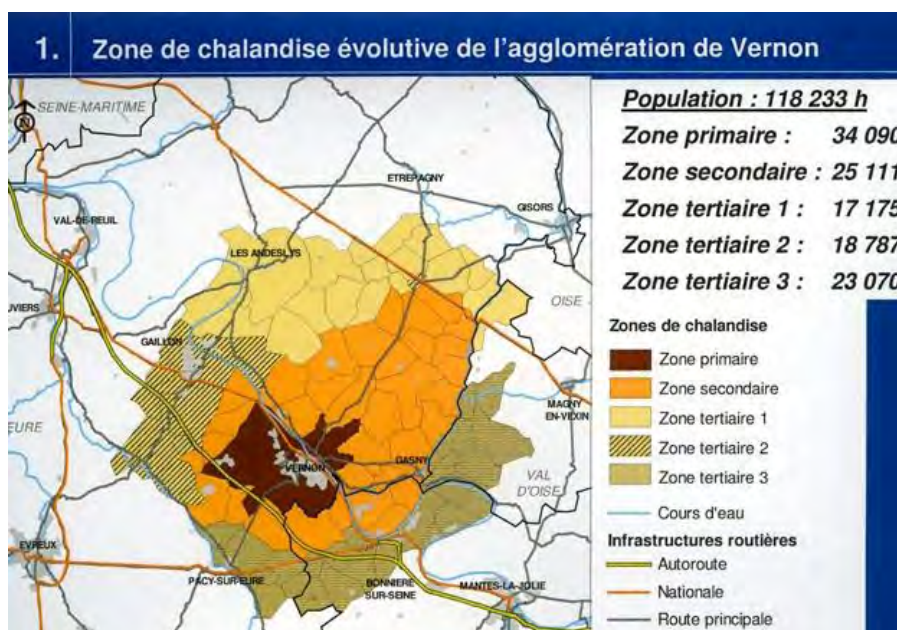 1. Zone de chalandise évolutive de l'agglomération de Vernon
Population : 118 233 h
Zone primaire : 34 090
Zone secondaire : 25 111
Zone tertiaire 1 : 17 175
Zone tertiaire 2 : 18 787
Zone tertiaire 3 : 23 070
Zones de chalandise
Zone primaire
Zone secondaire
Zone tertiaire 1
Zone tertiaire 2
Zone tertiaire 3
Cours d'eau
Infrastructures routières
Autoroute
Nationale
Route principale
SEINE-MARITIME
N
ETREPAGNY
VAL-DE-REUIL
GISORS
LES ANDESLYS
OISE
UVIERS
GAILLON
MAGNY
EN-VEXIN
EURE
VERNON
GASNY
VAL
D'OISE
EVREUX
PACY-SUR-EURE
BONNIERE
SUR-SEINE
MANTES-LA-JOLIE